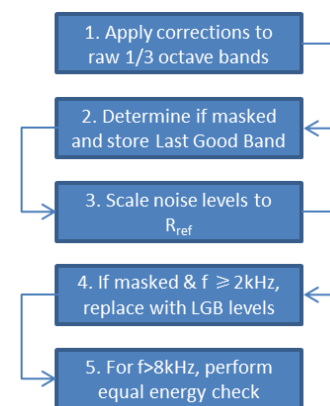 1. Apply corrections to
raw 1/3 octave bands
2. Determine if masked
and store Last Good Band
3. Scale noise levels to
Rref
4. If masked & f ≥ 2kHz,
replace with LGB levels
5. For f>8kHz, perform
equal energy check